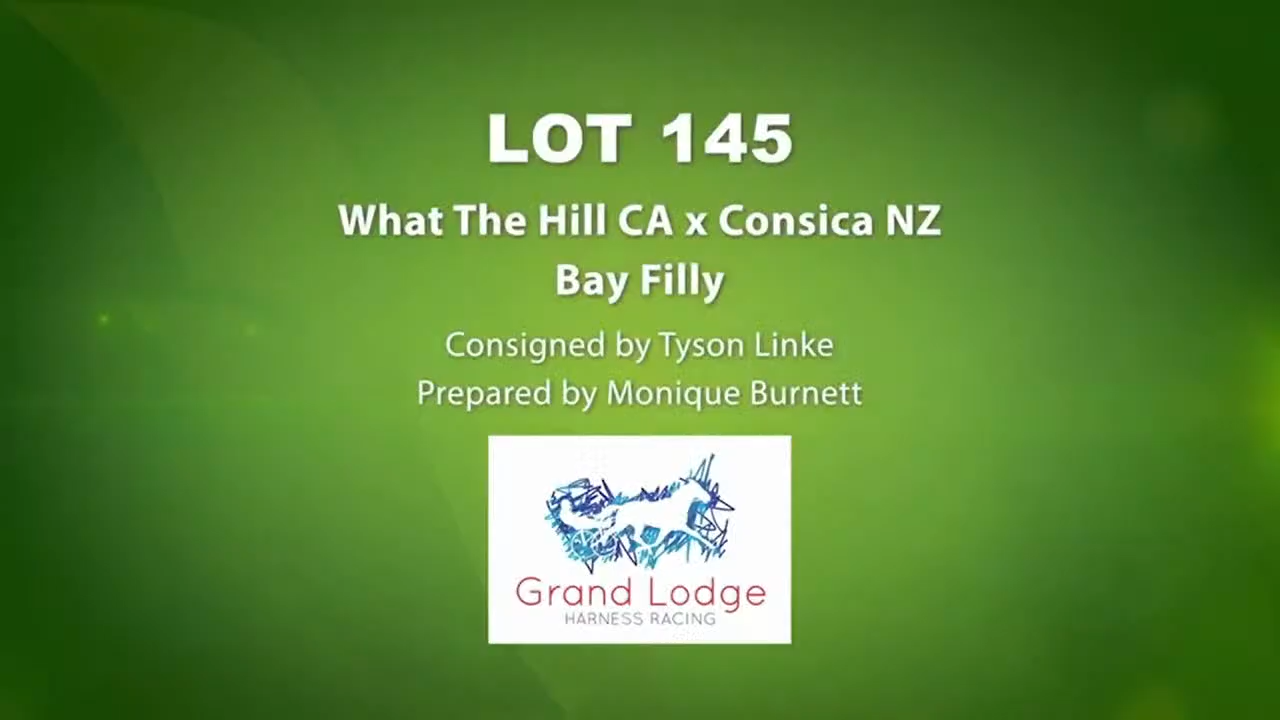 LOT 145
What The Hill CA x Consica NZ
Bay Filly
Consigned by Tyson Linke
Prepared by Monique Burnett
Grand Lodge
HARNESS RACING